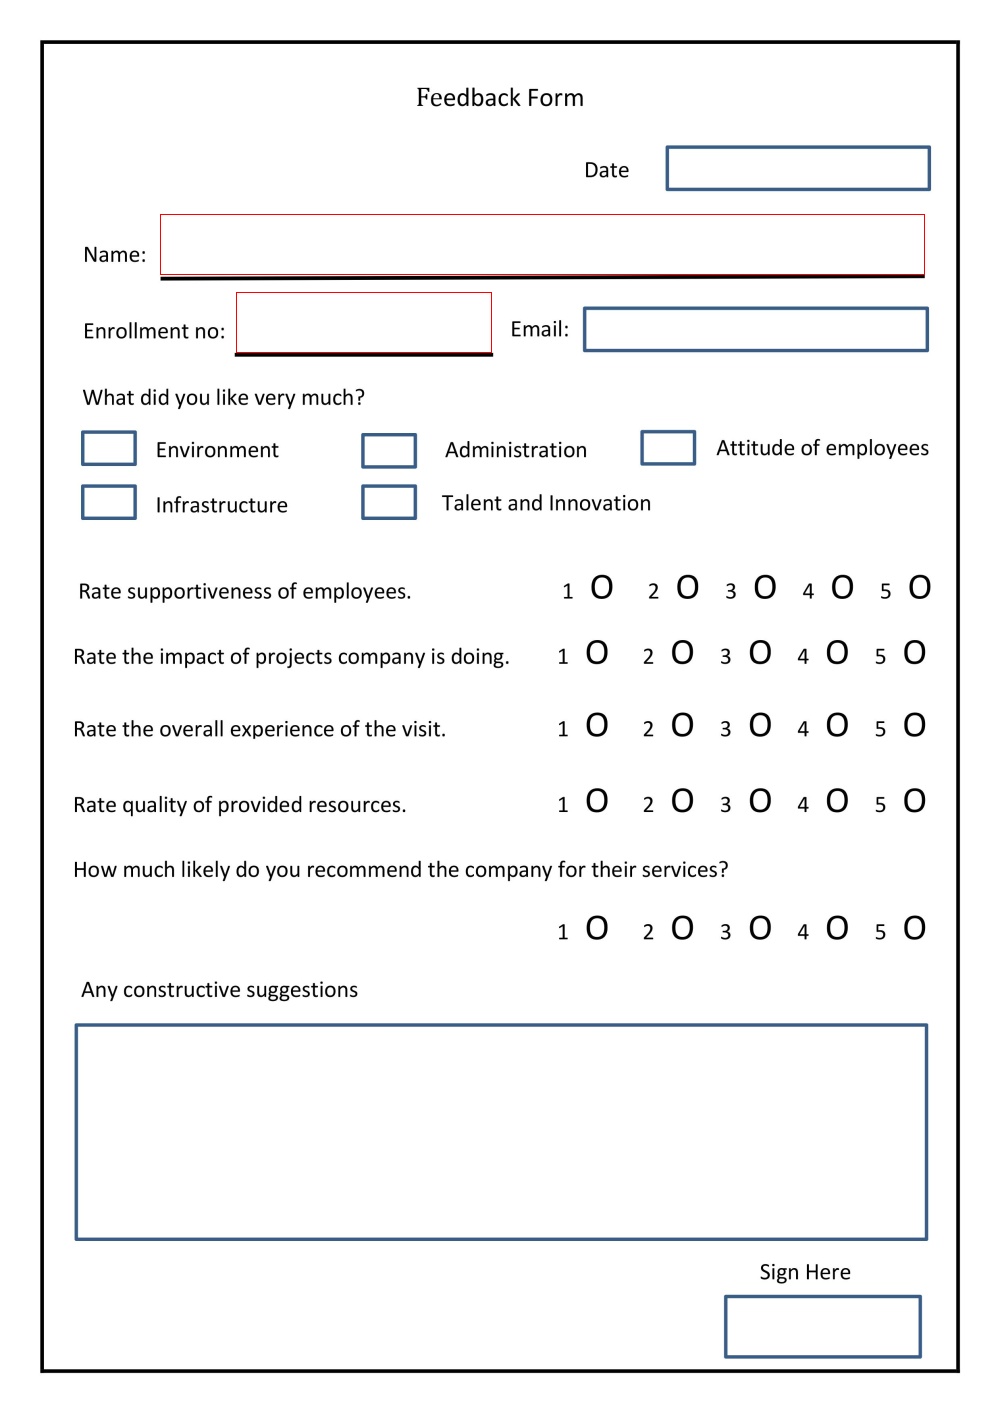 Feedback Form
Date
Name:
Enrollment no: Email:
What did you like very much?
Environment Administration Attitude of employees
Infrastructure Talent and Innovation
Rate supportiveness of employees. 1 O 2 O 3 O 4 O 5 O
Rate the impact of projects company is doing. 1 O 2 O 3 O 4 O 5 O
Rate the overall experience of the visit. 1 O 2 O 3 O 4 O 5 O
Rate quality of provided resources. 1 O 2 O 3 O 4 O 5 O
How much likely do you recommend the company for their services?
1 O 2 O 3 O 4 O 5 O
Any constructive suggestions
Sign Here